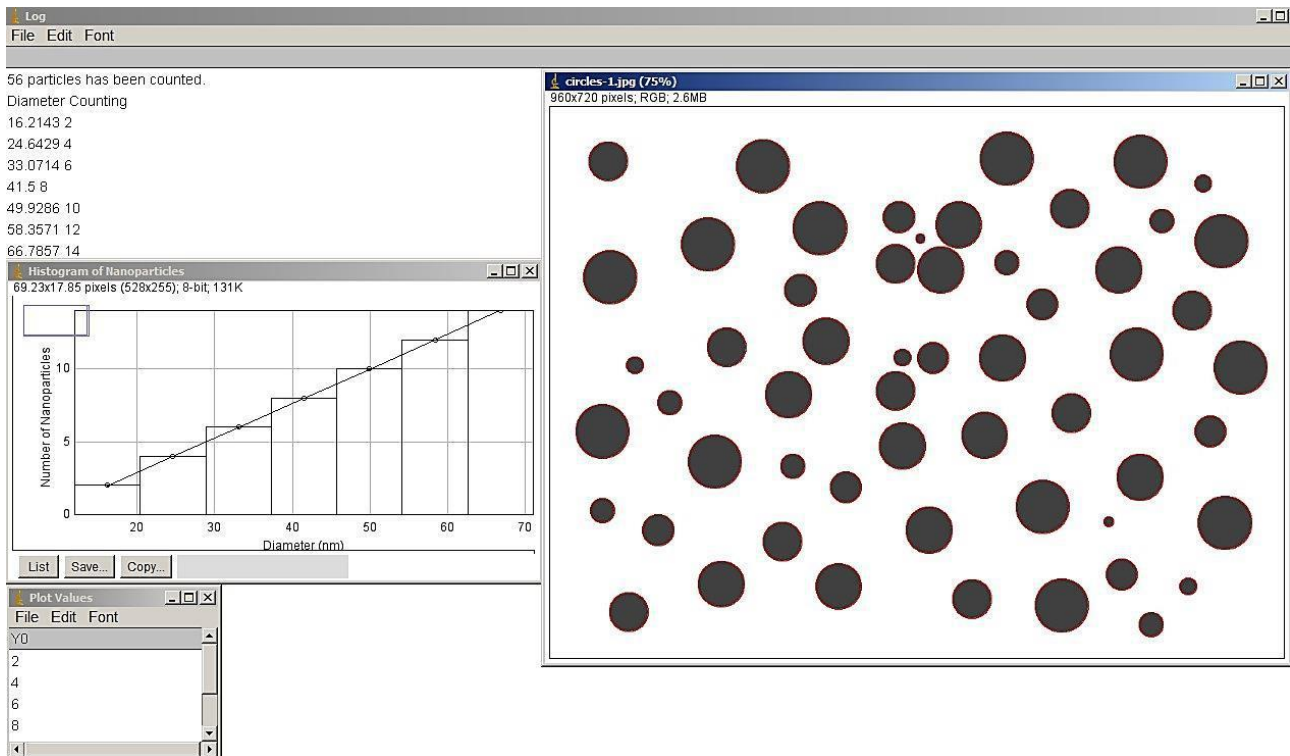 Log
File Edit Font
56 particles has been counted.
Diameter Counting
16.2143 2
24.6429 4
33.0714 6
41.5 8
49.9286 10
58.3571 12
66.7857 14
Histogram of Nanoparticles
69.23x17.85 pixels (528x255); 8-bit; 131K
Number of Nanoparticles
10
5
0
20 30 40 50 60 70
Diameter (nm)
List Save... Copy...
Plot Values
File Edit Font
Y0
2
4
6
8
circles-1.jpg (75%)
960x720 pixels; RGB; 2.6MB